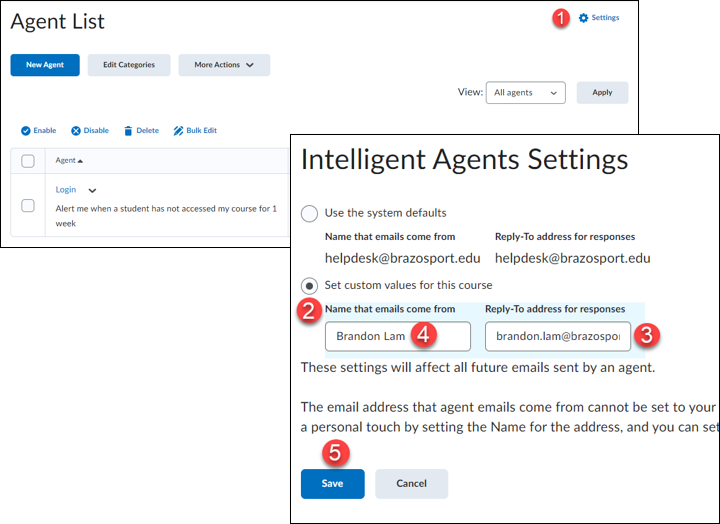 Agent List
1 Settings
New Agent Edit Categories More Actions
View: All agents Apply
Enable Disable Delete Bulk Edit
Agent
Login
Alert me when a student has not accessed my course for 1
week
Intelligent Agents Settings
Use the system defaults
Name that emails come from Reply-To address for responses
helpdesk@brazosport.edu helpdesk@brazosport.edu
Set custom values for this course
2 Name that emails come from Reply-To address for responses
Brandon Lam 4 brandon.lam@brazospor 3
These settings will affect all future emails sent by an agent.
The email address that agent emails come from cannot be set to your
a personal touch by setting the Name for the address, and you can set
5
Save Cancel